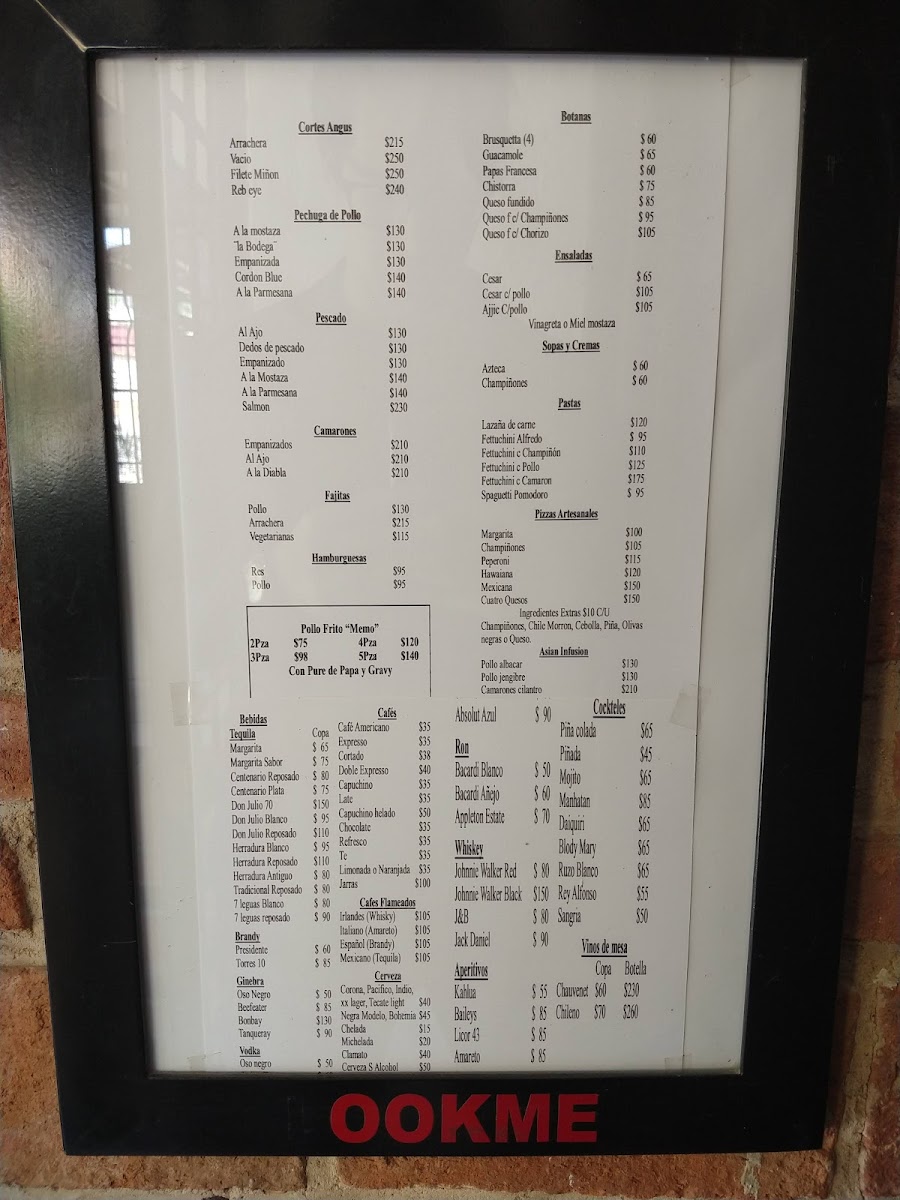 Cortes Angus
Arrachera $215
Vacio $250
Filete Miñon $250
Reb eye $240
Pechuga de Pollo
A la mostaza $130
¨la Bodega¨ $130
Empanizada $130
Cordon Blue $140
A la Parmesana $140
Pescado
Al Ajo $130
Dedos de pescado $130
Empanizado $130
A la Mostaza $140
A la Parmesana $140
Salmon $230
Camarones
Empanizados $210
Al Ajo $210
A la Diabla $210
Fajitas
Pollo $130
Arrachera $215
Vegetarianas $115
Hamburguesas
Res $95
Pollo $95
Pollo Frito “Memo”
2Pza $75 4Pza $120
3Pza $98 5Pza $140
Con Pure de Papa y Gravy
Botanas
Brusquetta (4) $ 60
Guacamole $ 65
Papas Francesa $ 60
Chistorra $ 75
Queso fundido $ 85
Queso f c/ Champiñones $ 95
Queso f c/ Chorizo $105
Ensaladas
Cesar $ 65
Cesar c/ pollo $105
Ajjic C/pollo $105
Vinagreta o Miel mostaza
Sopas y Cremas
Azteca $ 60
Champiñones $ 60
Pastas
Lazaña de carne $120
Fettuchini Alfredo $ 95
Fettuchini c Champiñón $110
Fettuchini c Pollo $125
Fettuchini c Camaron $175
Spaguetti Pomodoro $ 95
Pizzas Artesanales
Margarita $100
Champiñones $105
Peperoni $115
Hawaiana $120
Mexicana $150
Cuatro Quesos $150
Ingredientes Extras $10 C/U
Champiñones, Chile Morron, Cebolla, Piña, Olivas
negras o Queso.
Asian Infusion
Pollo albacar $130
Pollo jengibre $130
Camarones cilantro $210
Bebidas
Tequila Copa
Margarita $ 65
Margarita Sabor $ 75
Centenario Reposado $ 80
Centenario Plata $ 75
Don Julio 70 $150
Don Julio Blanco $ 95
Don Julio Reposado $110
Herradura Blanco $ 95
Herradura Reposado $110
Herradura Antiguo $ 80
Tradicional Reposado $ 80
7 leguas Blanco $ 80
7 leguas reposado $ 90
Brandy
Presidente $ 60
Torres 10 $ 85
Ginebra
Oso Negro $ 50
Beefeater $ 85
Bonbay $130
Tanqueray $ 90
Vodka
Oso negro $ 50
Cafés
Café Americano $35
Expresso $35
Cortado $38
Doble Expresso $40
Capuchino $35
Late $35
Capuchino helado $50
Chocolate $35
Refresco $35
Te $35
Limonada o Naranjada $35
Jarras $100
Cafes Flameados
Irlandes (Whisky) $105
Italiano (Amareto) $105
Español (Brandy) $105
Mexicano (Tequila) $105
Cerveza
Corona, Pacifico, Indio,
xx lager, Tecate light $40
Negra Modelo, Bohemia $45
Chelada $15
Michelada $20
Clamato $40
Cerveza S Alcohol $50
Absolut Azul $ 90
Ron
Bacardi Blanco $ 50
Bacardi Añejo $ 60
Appleton Estate $ 70
Whiskey
Johnnie Walker Red $ 80
Johnnie Walker Black $150
J&B $ 80
Jack Daniel $ 90
Aperitivos
Kahlua $ 55
Baileys $ 85
Licor 43 $ 85
Amareto $ 85
Cockteles
Piña colada $65
Piñada $45
Mojito $65
Manhatan $85
Daiquiri $65
Blody Mary $65
Ruzo Blanco $65
Rey Alfonso $55
Sangria $50
Vinos de mesa
Copa Botella
Chauvenet $60 $230
Chileno $70 $260
OOKME